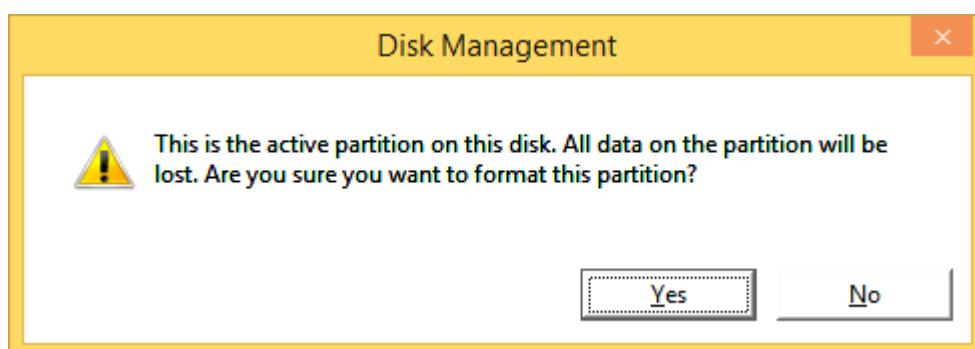 Disk Management
This is the active partition on this disk. All data on the partition will be
lost. Are you sure you want to format this partition?
Yes
No